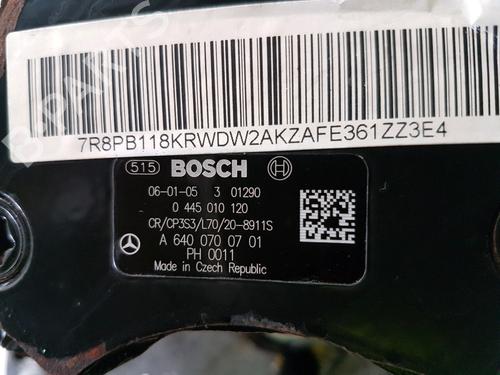 B-PARTS
7R8PB118KRWDW2AKZAFE361ZZ3E4
515 BOSCH
06-01-05 3 01290
0 445 010 120
CR/CP3S3/L70/20-8911S
A 640 070 07 01
PH 0011
Made in Czech Republic